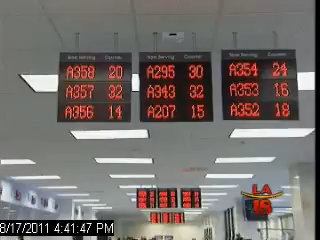 Now Serving Counter Now Serving Counter Now Serving Counter
A358 20 A295 30 A354 24
A357 32 A343 32 A353 16
A356 14 A207 15 A352 18
LA
8/17/2011 4:41:47 PM